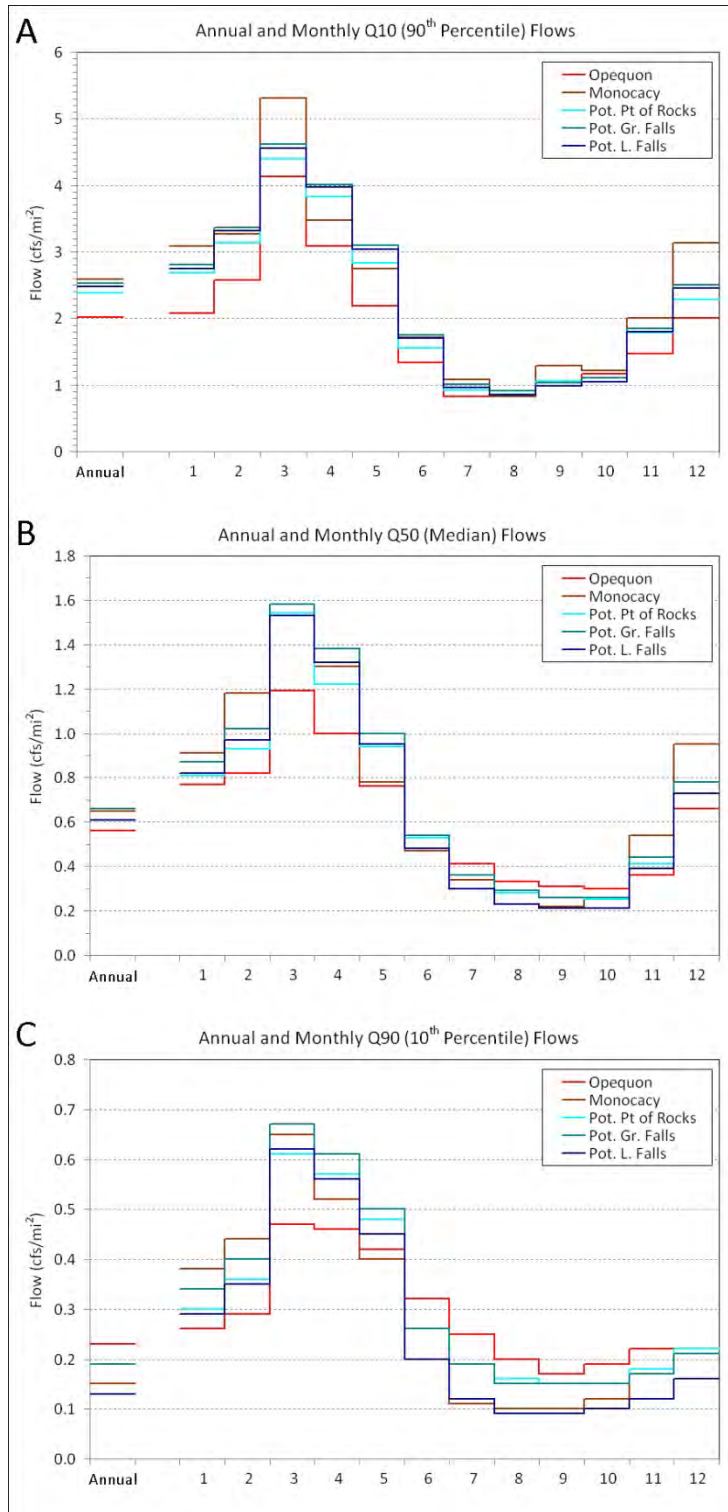 A
Annual and Monthly Q10 (90th Percentile) Flows
6
5
4
3
2
1
0
Flow (cfs/mi²)
Opequon
Monocacy
Pot. Pt of Rocks
Pot. Gr. Falls
Pot. L. Falls
Annual 1 2 3 4 5 6 7 8 9 10 11 12
B
Annual and Monthly Q50 (Median) Flows
1.8
1.6
1.4
1.2
1.0
0.8
0.6
0.4
0.2
0.0
Flow (cfs/mi²)
Opequon
Monocacy
Pot. Pt of Rocks
Pot. Gr. Falls
Pot. L. Falls
Annual 1 2 3 4 5 6 7 8 9 10 11 12
C
Annual and Monthly Q90 (10th Percentile) Flows
0.8
0.7
0.6
0.5
0.4
0.3
0.2
0.1
0.0
Flow (cfs/mi²)
Opequon
Monocacy
Pot. Pt of Rocks
Pot. Gr. Falls
Pot. L. Falls
Annual 1 2 3 4 5 6 7 8 9 10 11 12